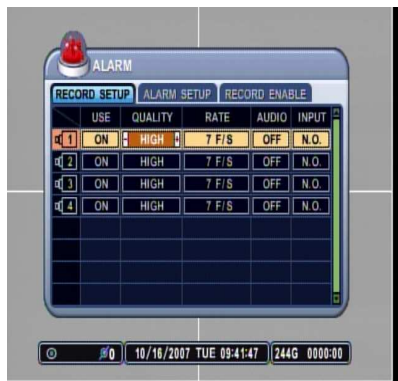 ALARM
RECORD SETUP ALARM SETUP RECORD ENABLE
USE QUALITY RATE AUDIO INPUT
1 ON HIGH 7 F/S OFF N.O.
2 ON HIGH 7 F/S OFF N.O.
3 ON HIGH 7 F/S OFF N.O.
4 ON HIGH 7 F/S OFF N.O.
0 10/16/2007 TUE 09:41:47 244G 0000:00